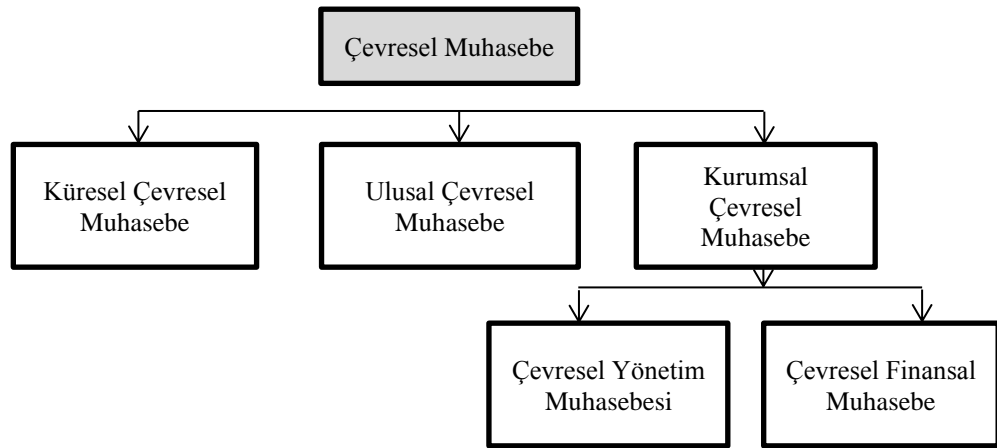 Çevresel Muhasebe
Küresel Çevresel
Muhasebe
Ulusal Çevresel
Muhasebe
Kurumsal
Çevresel
Muhasebe
Çevresel Yönetim
Muhasebesi
Çevresel Finansal
Muhasebe